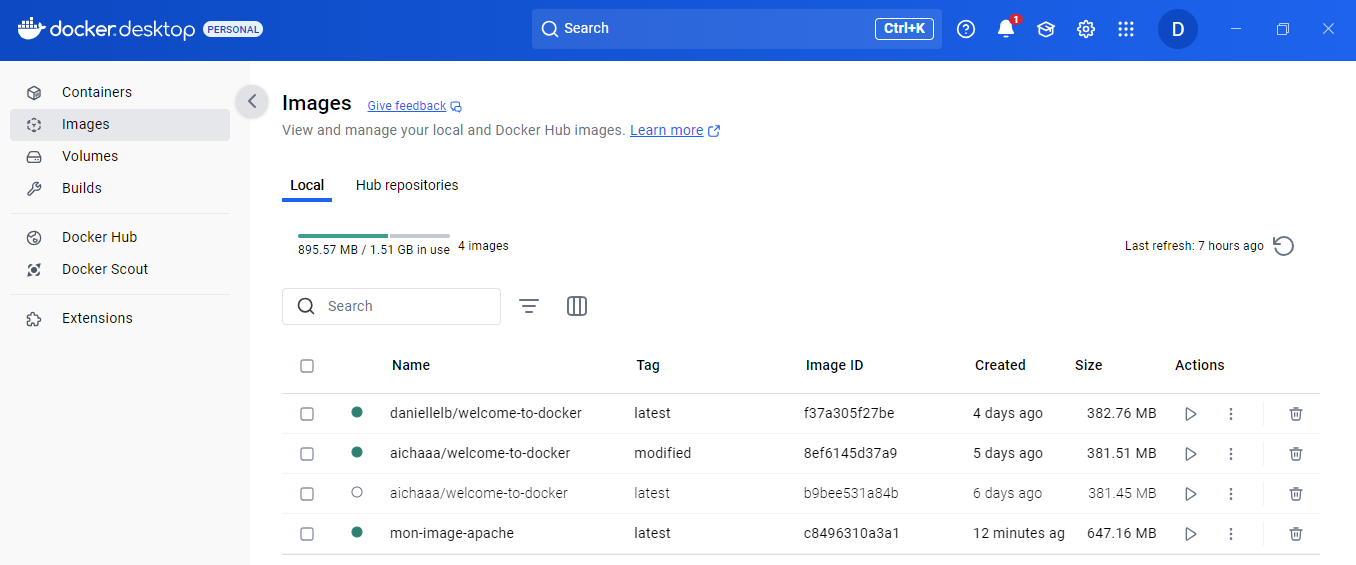 docker.desktop PERSONAL Search Ctrl+K 1 D
Containers
Images
Volumes
Builds
Docker Hub
Docker Scout
Extensions
Images Give feedback
View and manage your local and Docker Hub images. Learn more
Local Hub repositories
895.57 MB / 1.51 GB in use 4 images Last refresh: 7 hours ago
Search
Name Tag Image ID Created Size Actions
daniellelb/welcome-to-docker latest f37a305f27be 4 days ago 382.76 MB
aichaaa/welcome-to-docker modified 8ef6145d37a9 5 days ago 381.51 MB
aichaaa/welcome-to-docker latest b9bee531a84b 6 days ago 381.45 MB
mon-image-apache latest c8496310a3a1 12 minutes ag 647.16 MB